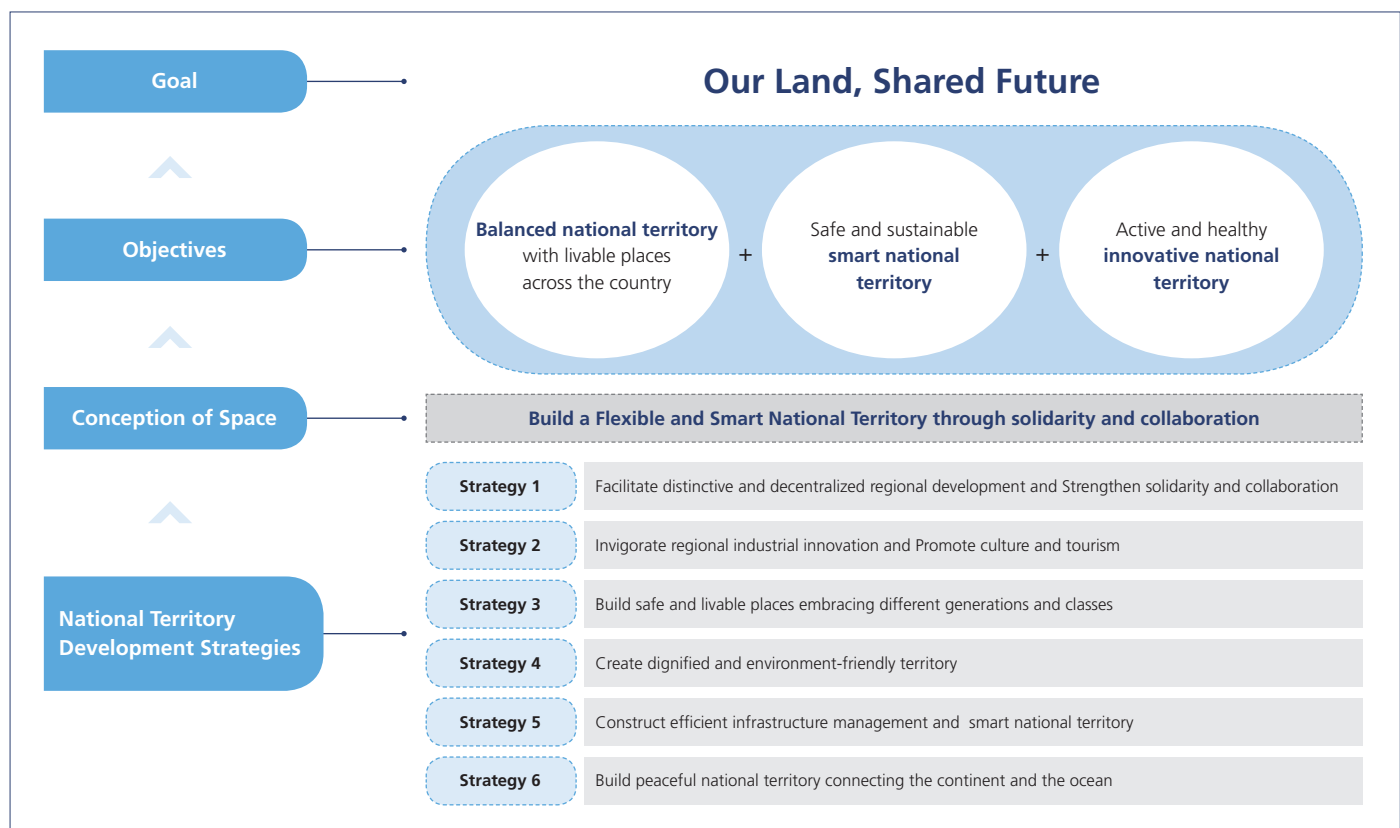 Goal
Our Land, Shared Future
Objectives
Balanced national territory
with livable places
across the country
+
Safe and sustainable
smart national
territory
+
Active and healthy
innovative national
territory
Conception of Space
Build a Flexible and Smart National Territory through solidarity and collaboration
National Territory
Development Strategies
Strategy 1
Facilitate distinctive and decentralized regional development and Strengthen solidarity and collaboration
Strategy 2
Invigorate regional industrial innovation and Promote culture and tourism
Strategy 3
Build safe and livable places embracing different generations and classes
Strategy 4
Create dignified and environment-friendly territory
Strategy 5
Construct efficient infrastructure management and  smart national territory
Strategy 6
Build peaceful national territory connecting the continent and the ocean